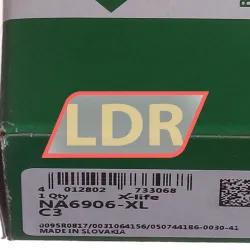 LDR
4 012802 733068
1 Qty X-life
NA6906-XL
C3
0095R0817/0031064156/050744186-0030-41
MADE IN SLOVAKIA